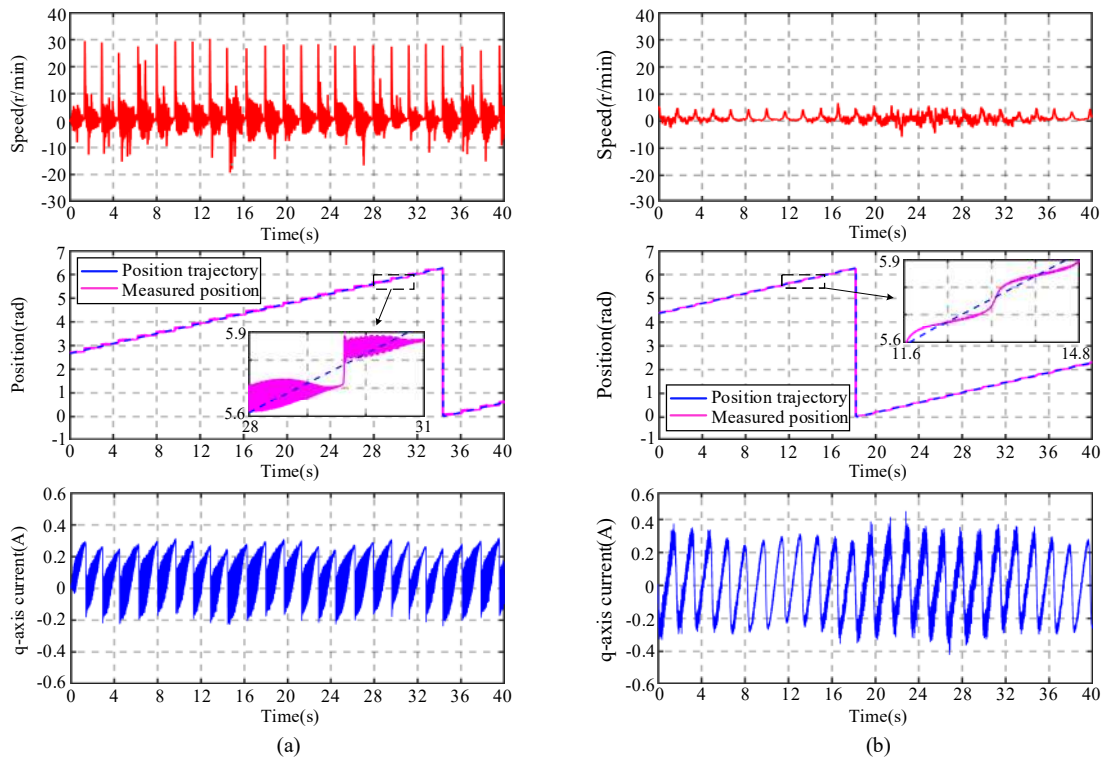 40
30
20
10
0
-10
-20
-30
Speed(r/min)
0 4 8 12 16 20 24 28 32 36 40
Time(s)
7
6
5
4
3
2
1
0
-1
Position(rad)
Position trajectory
Measured position
5.9
5.6
28 31
0 4 8 12 16 20 24 28 32 36 40
Time(s)
0.6
0.4
0.2
0
-0.2
-0.4
-0.6
q-axis current(A)
0 4 8 12 16 20 24 28 32 36 40
Time(s)
(a)
40
30
20
10
0
-10
-20
-30
Speed(r/min)
0 4 8 12 16 20 24 28 32 36 40
Time(s)
7
6
5
4
3
2
1
0
-1
Position(rad)
5.9
5.6
11.6 14.8
Position trajectory
Measured position
0 4 8 12 16 20 24 28 32 36 40
Time(s)
0.6
0.4
0.2
0
-0.2
-0.4
-0.6
q-axis current(A)
0 4 8 12 16 20 24 28 32 36 40
Time(s)
(b)